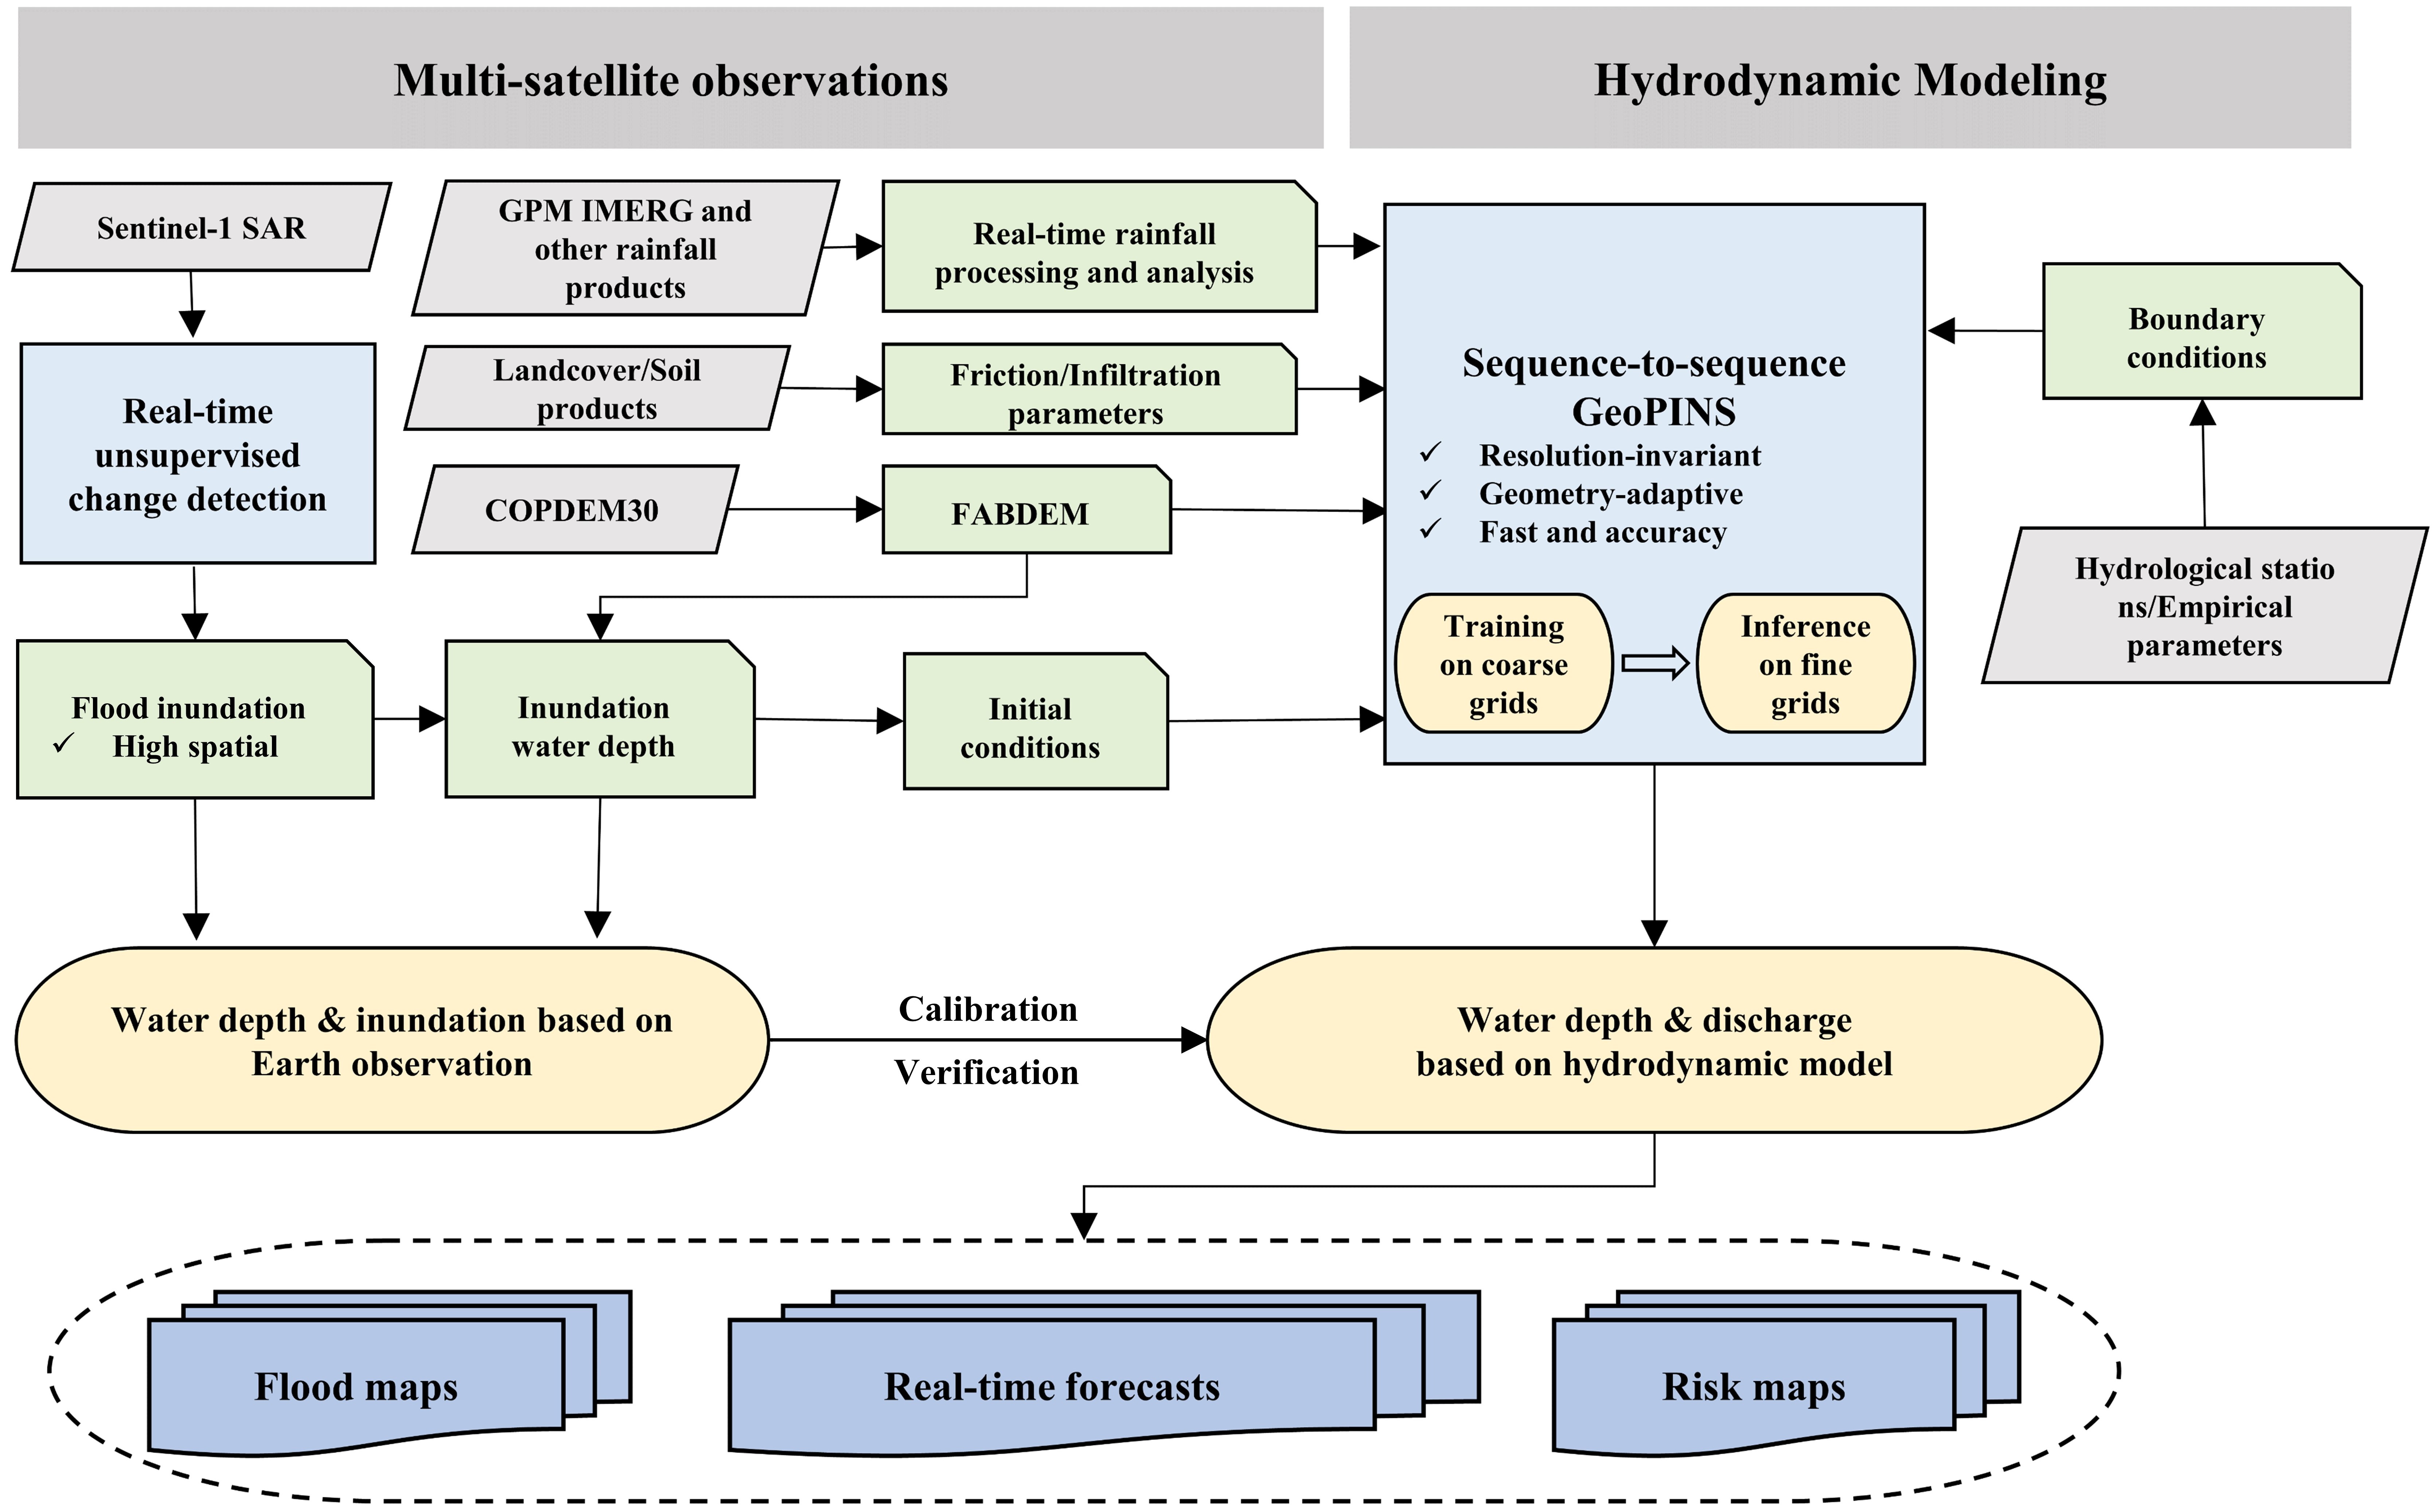 Multi-satellite observations
Hydrodynamic Modeling
Sentinel-1 SAR
GPM IMERG and
other rainfall
products
Real-time rainfall
processing and analysis
Landcover/Soil
products
Friction/Infiltration
parameters
COPDEM30
FABDEM
Real-time
unsupervised
change detection
Flood inundation
✓ High spatial
Inundation
water depth
Initial
conditions
Sequence-to-sequence
GeoPINS
✓ Resolution-invariant
✓ Geometry-adaptive
✓ Fast and accuracy
Training
on coarse
grids
Inference
on fine
grids
Boundary
conditions
Hydrological statio
ns/Empirical
parameters
Water depth & inundation based on
Earth observation
Calibration
Verification
Water depth & discharge
based on hydrodynamic model
Flood maps
Real-time forecasts
Risk maps